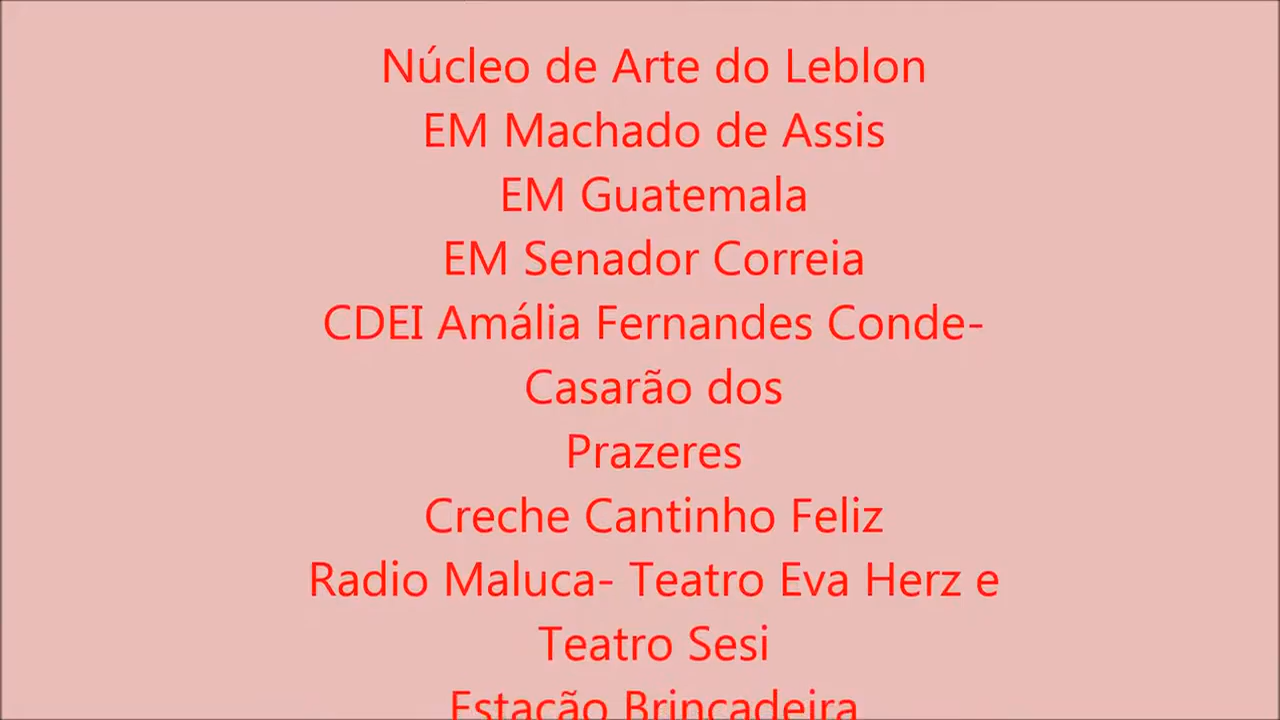 Núcleo de Arte do Leblon
EM Machado de Assis
EM Guatemala
EM Senador Correia
CDEI Amália Fernandes Conde-
Casarão dos
Prazeres
Creche Cantinho Feliz
Radio Maluca- Teatro Eva Herz e
Teatro Sesi
Estação Brincadeira